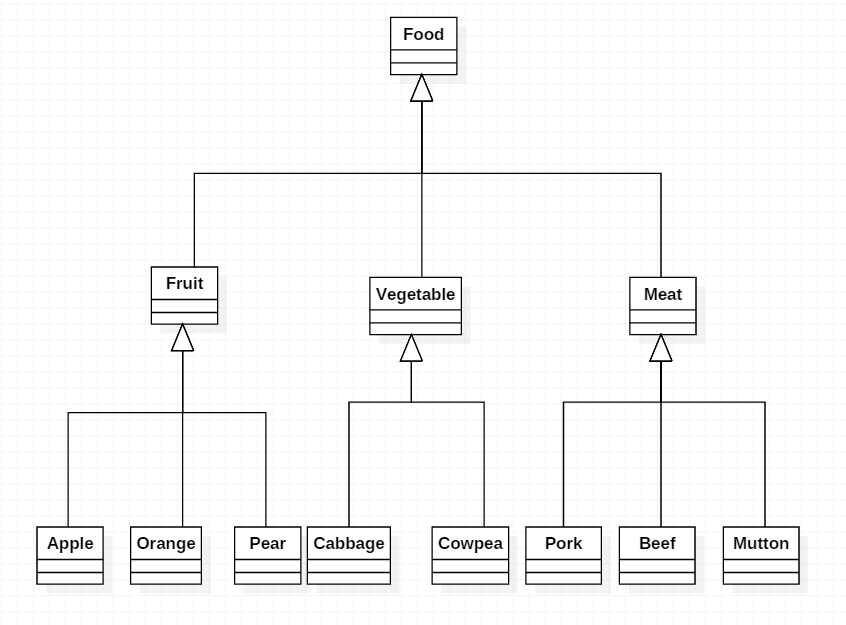 Food
Fruit
Vegetable
Meat
Apple
Orange
Pear
Cabbage
Cowpea
Pork
Beef
Mutton